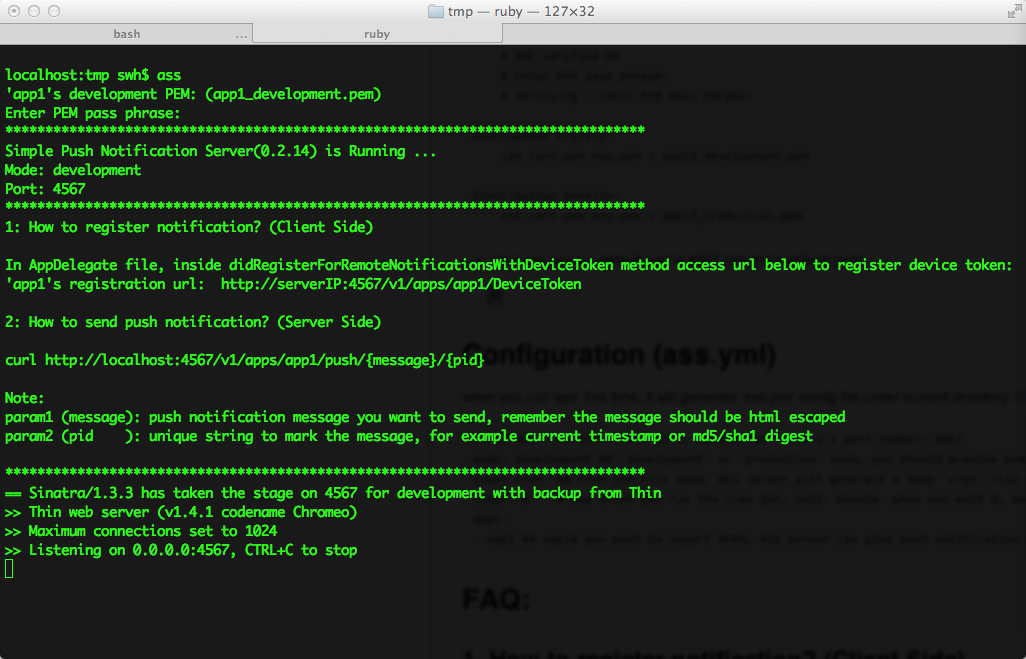 tmp — ruby — 127×32
bash ... ruby
localhost:tmp swh$ ass
'app1's development PEM: (app1_development.pem)
Enter PEM pass phrase:
********************************************************************************
Simple Push Notification Server(0.2.14) is Running ...
Mode: development
Port: 4567
********************************************************************************
1: How to register notification? (Client Side)
In AppDelegate file, inside didRegisterForRemoteNotificationsWithDeviceToken method access url below to register device token:
'app1's registration url:  http://serverIP:4567/v1/apps/app1/DeviceToken
2: How to send push notification? (Server Side)
curl http://localhost:4567/v1/apps/app1/push/{message}/{pid}
Configuration (ass.yml)
Note:
param1 (message): push notification message you want to send, remember the message should be html escaped
param2 (pid    ): unique string to mark the message, for example current timestamp or md5/sha1 digest
********************************************************************************
== Sinatra/1.3.3 has taken the stage on 4567 for development with backup from Thin
>> Thin web server (v1.4.1 codename Chromeo)
>> Maximum connections set to 1024
>> Listening on 0.0.0.0:4567, CTRL+C to stop
FAQ:
1. How to register notification? (Client Side)